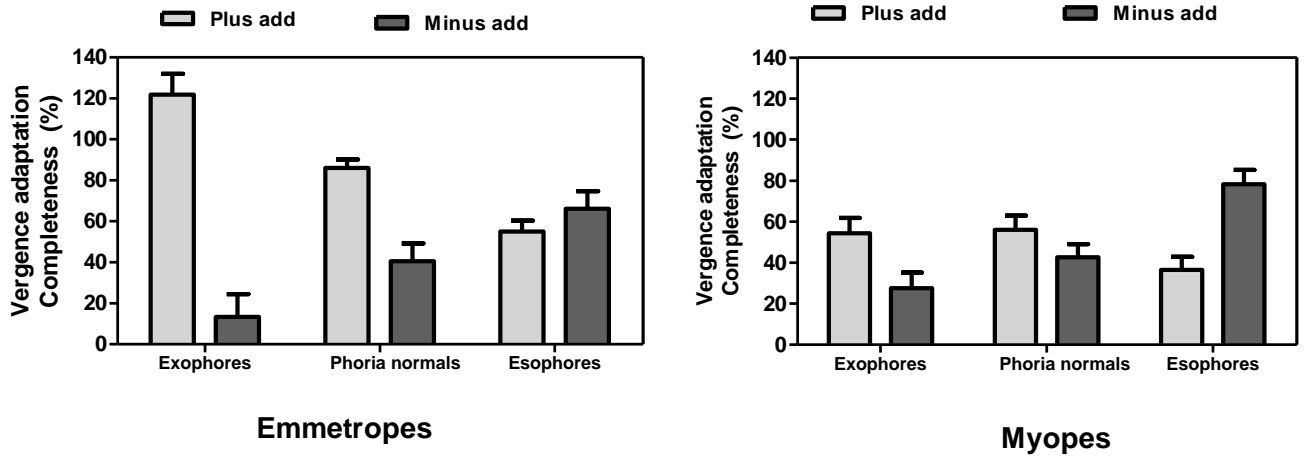 Plus add Minus add
Vergence adaptation
Completeness (%)
140
120
100
80
60
40
20
0
Exophores Phoria normals Esophores
Emmetropes
Plus add Minus add
Vergence adaptation
Completeness (%)
140
120
100
80
60
40
20
0
Exophores Phoria normals Esophores
Myopes